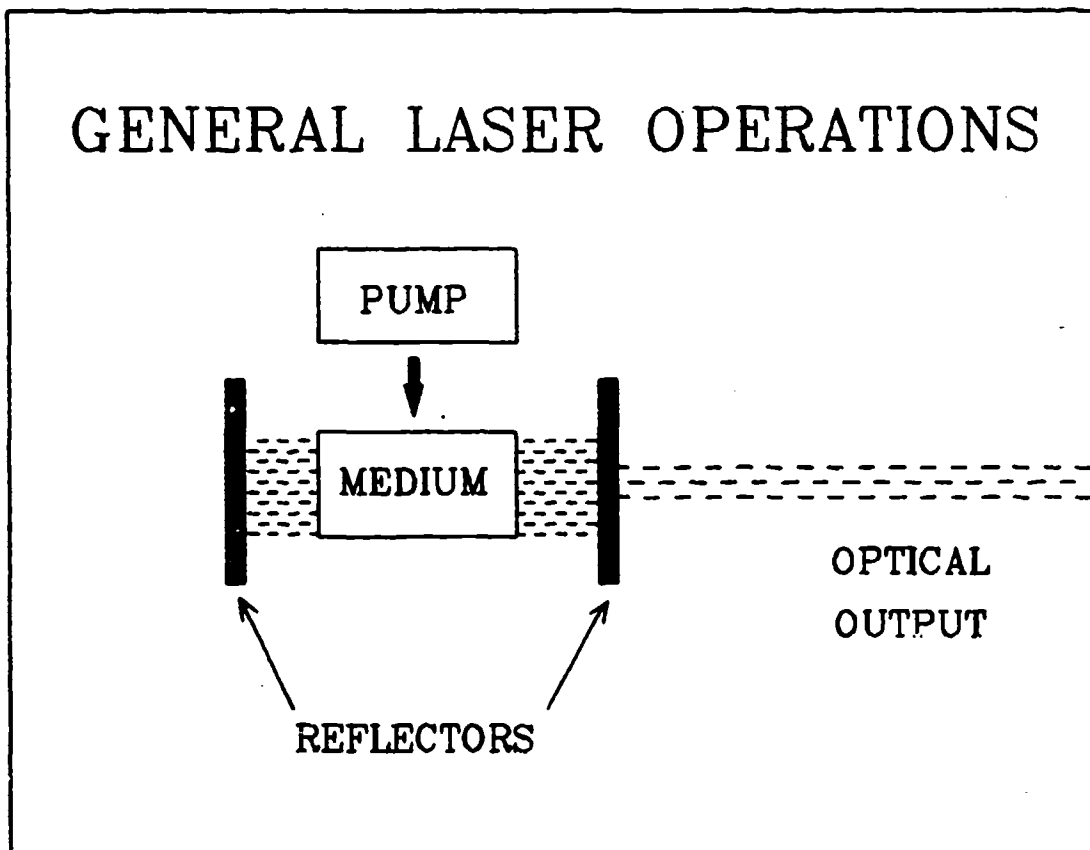 GENERAL LASER OPERATIONS
PUMP
MEDIUM
OPTICAL
OUTPUT
REFLECTORS